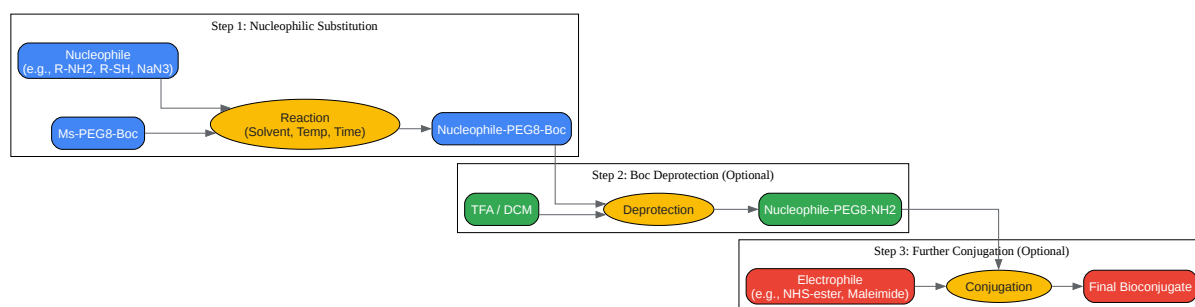 Step 1: Nucleophilic Substitution
Nucleophile
(e.g., R-NH2, R-SH, NaN3)
Reaction
(Solvent, Temp, Time)
Ms-PEG8-Boc
Nucleophile-PEG8-Boc
Step 2: Boc Deprotection (Optional)
TFA / DCM
Deprotection
Nucleophile-PEG8-NH2
Step 3: Further Conjugation (Optional)
Electrophile
(e.g., NHS-ester, Maleimide)
Conjugation
Final Bioconjugate